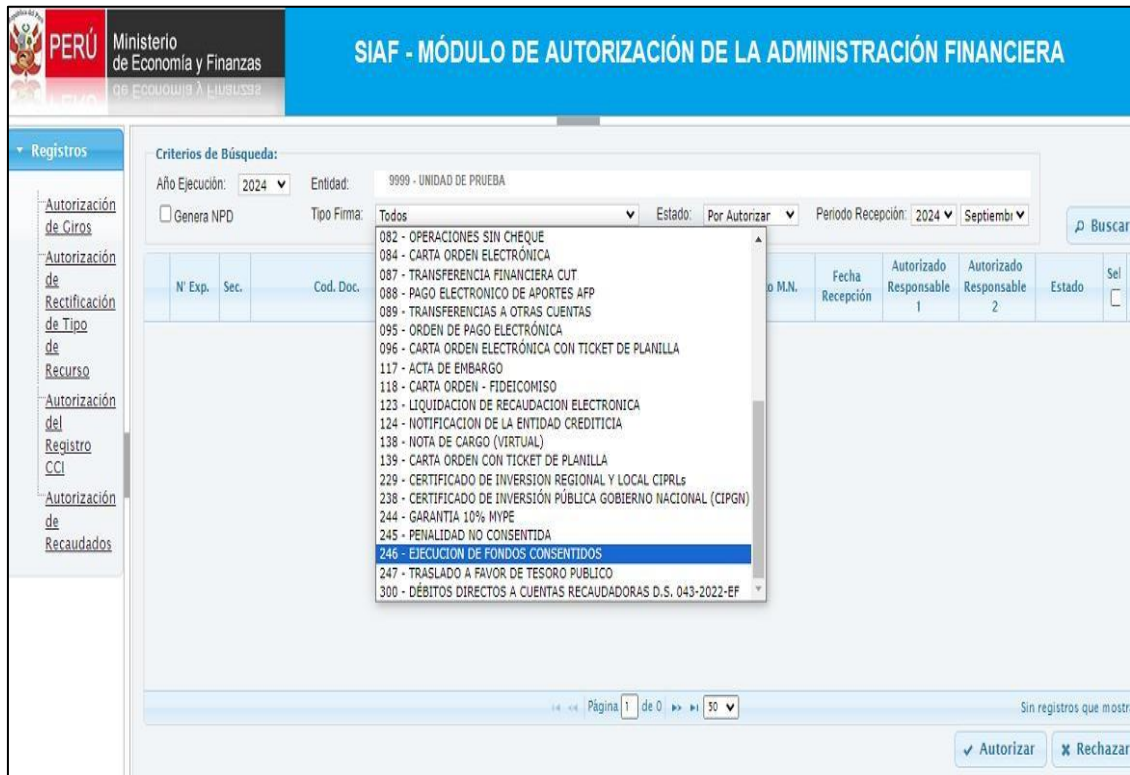 PERÚ
Ministerio
de Economía y Finanzas
SIAF - MÓDULO DE AUTORIZACIÓN DE LA ADMINISTRACIÓN FINANCIERA
Registros
Autorización
de Giros
Autorización
de
Rectificación
de Tipo
de
Recurso
Autorización
del
Registro
CCI
Autorización
de
Recaudados
Criterios de Búsqueda:
Año Ejecución: 2024 Entidad: 9999 - UNIDAD DE PRUEBA
Genera NPD Tipo Firma: Todos Estado: Por Autorizar Periodo Recepción: 2024 Septiembr
Buscar
N° Exp. Sec. Cod. Doc. o M.N. Fecha Recepción Autorizado Responsable 1 Autorizado Responsable 2 Estado Sel
082 - OPERACIONES SIN CHEQUE
084 - CARTA ORDEN ELECTRÓNICA
087 - TRANSFERENCIA FINANCIERA CUT
088 - PAGO ELECTRONICO DE APORTES AFP
089 - TRANSFERENCIAS A OTRAS CUENTAS
095 - ORDEN DE PAGO ELECTRÓNICA
096 - CARTA ORDEN ELECTRÓNICA CON TICKET DE PLANILLA
117 - ACTA DE EMBARGO
118 - CARTA ORDEN - FIDEICOMISO
123 - LIQUIDACION DE RECAUDACION ELECTRONICA
124 - NOTIFICACION DE LA ENTIDAD CREDITICIA
138 - NOTA DE CARGO (VIRTUAL)
139 - CARTA ORDEN CON TICKET DE PLANILLA
229 - CERTIFICADO DE INVERSION REGIONAL Y LOCAL CIPRLs
238 - CERTIFICADO DE INVERSIÓN PÚBLICA GOBIERNO NACIONAL (CIPGN)
244 - GARANTIA 10% MYPE
245 - PENALIDAD NO CONSENTIDA
246 - EJECUCION DE FONDOS CONSENTIDOS
247 - TRASLADO A FAVOR DE TESORO PUBLICO
300 - DÉBITOS DIRECTOS A CUENTAS RECAUDADORAS D.S. 043-2022-EF
Página 1 de 0 50 Sin registros que mostr
Autorizar Rechazar